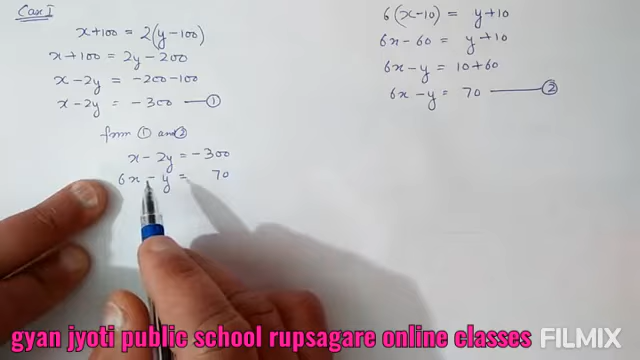 Case I
x+100 = 2(y-100)
x+100 = 2y-200
x-2y = -200-100
x-2y = -300 ——①
from ① and ②
x-2y = -300
6x-y = 70
6(x-10) = y+10
6x-60 = y+10
6x-y = 10+60
6x-y = 70 ——②
gyan jyoti public school rupsagare online classes
FILMIX